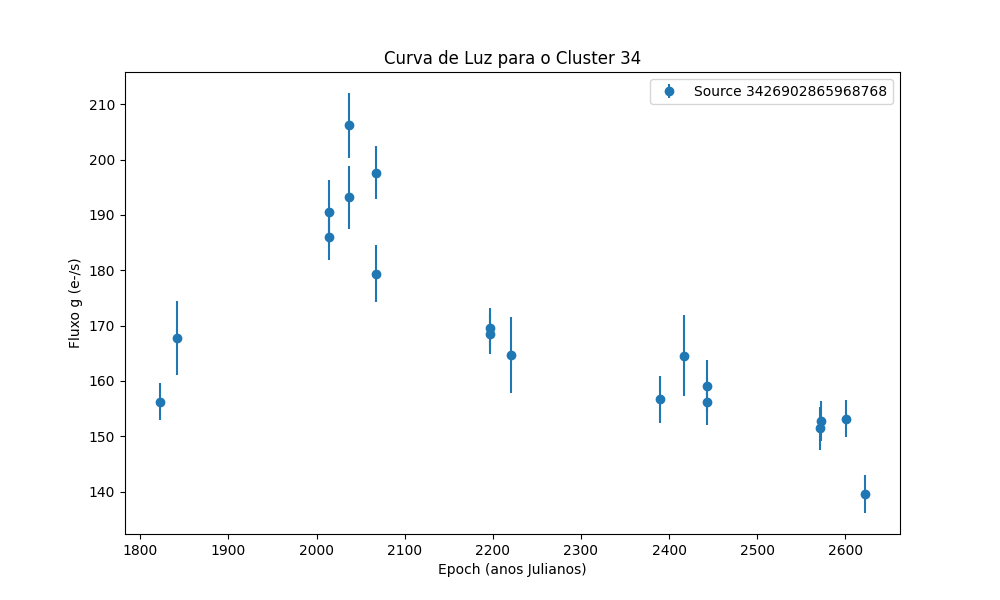 Curva de Luz para o Cluster 34
Source 3426902865968768
Fluxo g (e-/s)
210
200
190
180
170
160
150
140
1800 1900 2000 2100 2200 2300 2400 2500 2600
Epoch (anos Julianos)